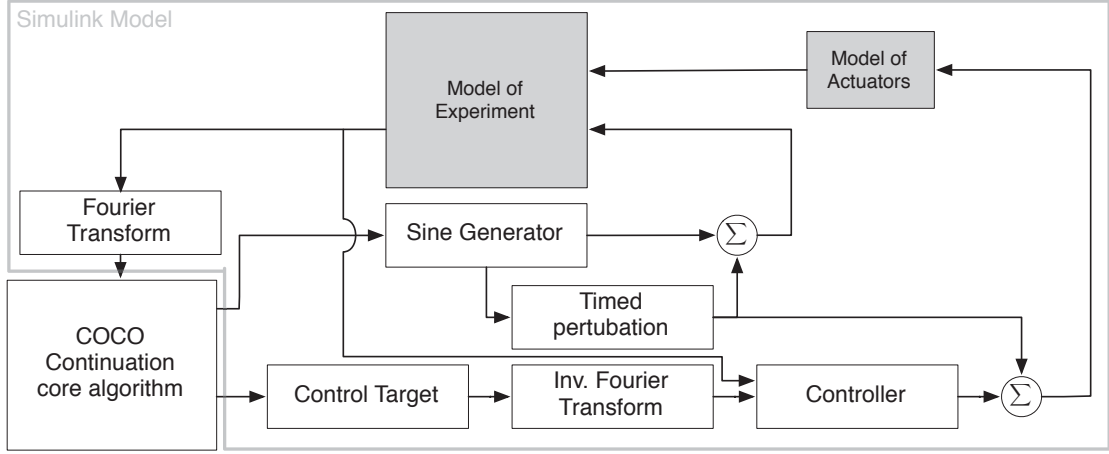 Simulink Model
Model of
Experiment
Model of
Actuators
Fourier
Transform
Sine Generator
Σ
Timed
pertubation
COCO
Continuation
core algorithm
Control Target
Inv. Fourier
Transform
Controller
Σ